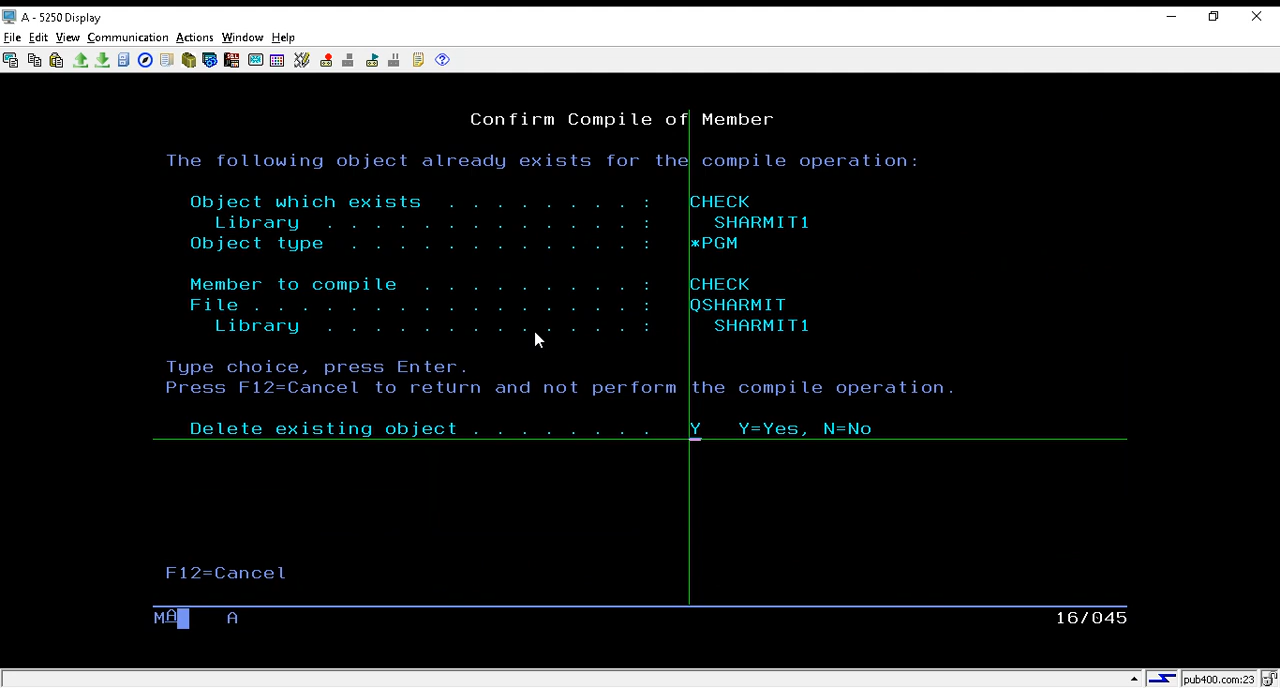 A - 5250 Display
File Edit View Communication Actions Window Help
Confirm Compile of Member
The following object already exists for the compile operation:
Object which exists . . . . . . . . . : CHECK
Library . . . . . . . . . . . . . . : SHARMIT1
Object type . . . . . . . . . . . . . : *PGM
Member to compile . . . . . . . . . . : CHECK
File . . . . . . . . . . . . . . . . . : QSHARMIT
Library . . . . . . . . . . . . . . : SHARMIT1
Type choice, press Enter.
Press F12=Cancel to return and not perform the compile operation.
Delete existing object . . . . . . . . Y Y=Yes, N=No
F12=Cancel
MA A 16/045
pub400.com:23